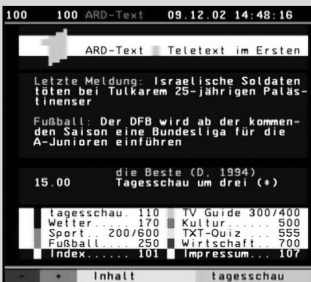 100 100 ARD-Text 09.12.02 14:48:16
ARD-Text Teletext im Ersten
Letzte Meldung: Israelische Soldaten
töten bei Tulkarem 25-jährigen Paläs-
tinenser
Fußball: Der DFB wird ab der kommen-
den Saison eine Bundesliga für die
A-Junioren einführen
die Beste (D, 1994)
15.00 Tagesschau um drei (*)
tagesschau. 110 TV Guide 300/400
Wetter..... 170 Kultur...... 500
Sport.. 200/600 TXT-Quiz .. 555
Fußball.... 250 Wirtschaft.. 700
Index...... 101 Impressum... 107
- + Inhalt tagesschau